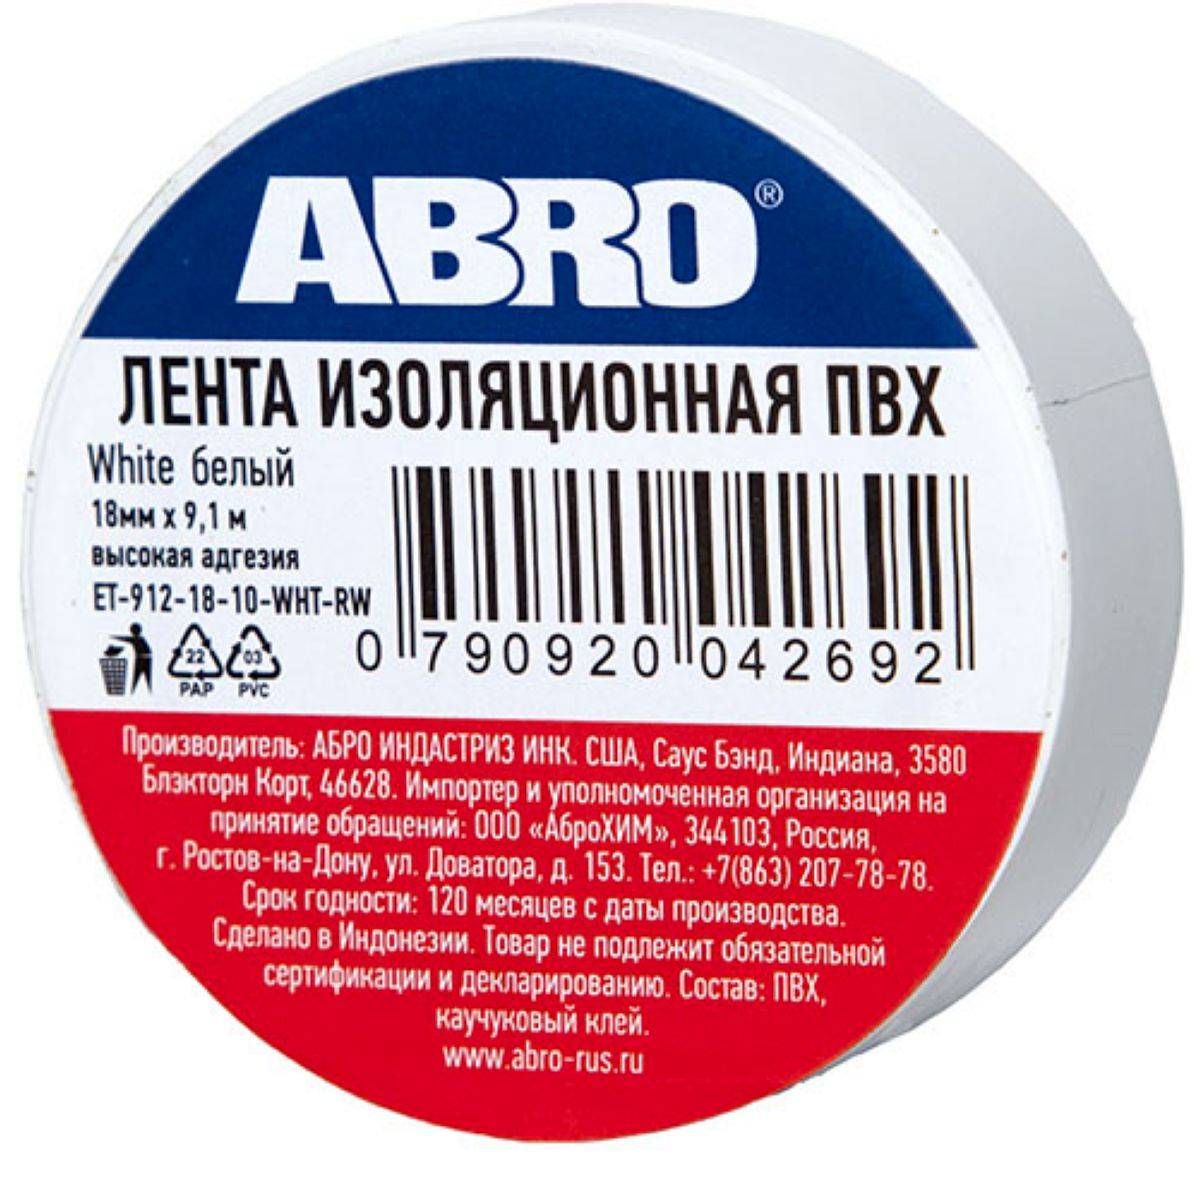 ABRO®
ЛЕНТА ИЗОЛЯЦИОННАЯ ПВХ
White белый
18мм х 9,1 м
высокая адгезия
ET-912-18-10-WHT-RW
22 03
PAP PVC
0 790920 042692
Производитель: АБРО ИНДАСТРИЗ ИНК. США, Саус Бэнд, Индиана, 3580
Блэкторн Корт, 46628. Импортер и уполномоченная организация на
принятие обращений: ООО «АброХИМ», 344103, Россия,
г. Ростов-на-Дону, ул. Доватора, д. 153. Тел.: +7(863) 207-78-78.
Срок годности: 120 месяцев с даты производства.
Сделано в Индонезии. Товар не подлежит обязательной
сертификации и декларированию. Состав: ПВХ,
каучуковый клей.
www.abro-rus.ru